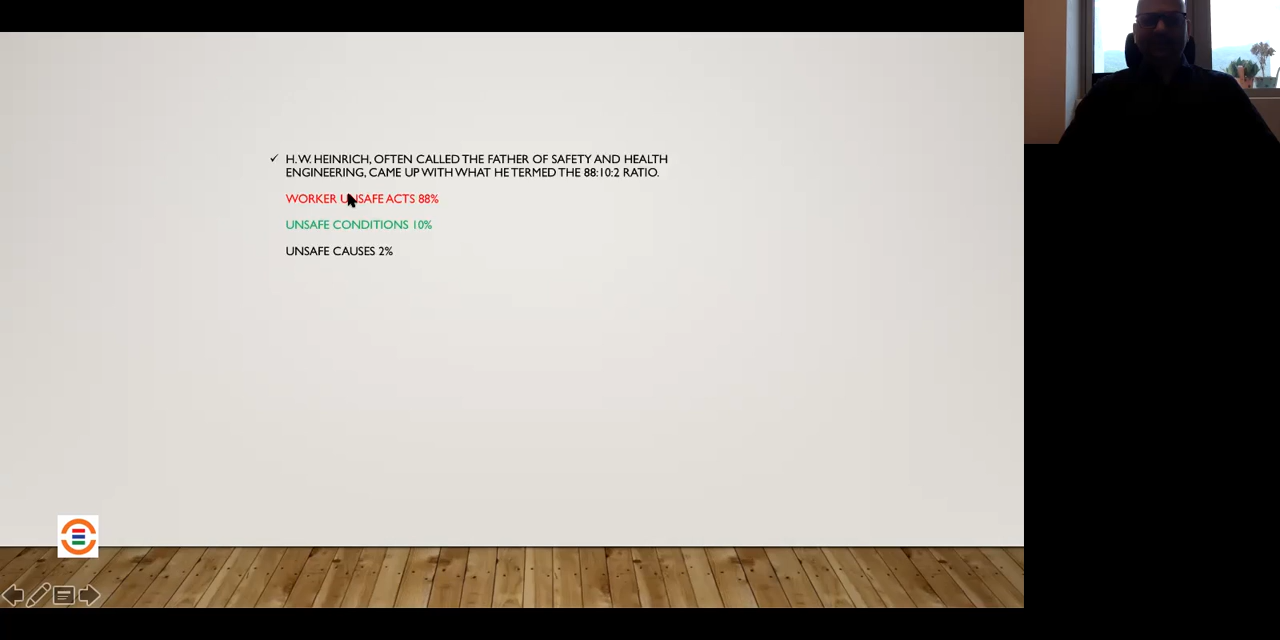 ✓ H.W. HEINRICH, OFTEN CALLED THE FATHER OF SAFETY AND HEALTH
ENGINEERING, CAME UP WITH WHAT HE TERMED THE 88:10:2 RATIO.
WORKER UNSAFE ACTS 88%
UNSAFE CONDITIONS 10%
UNSAFE CAUSES 2%